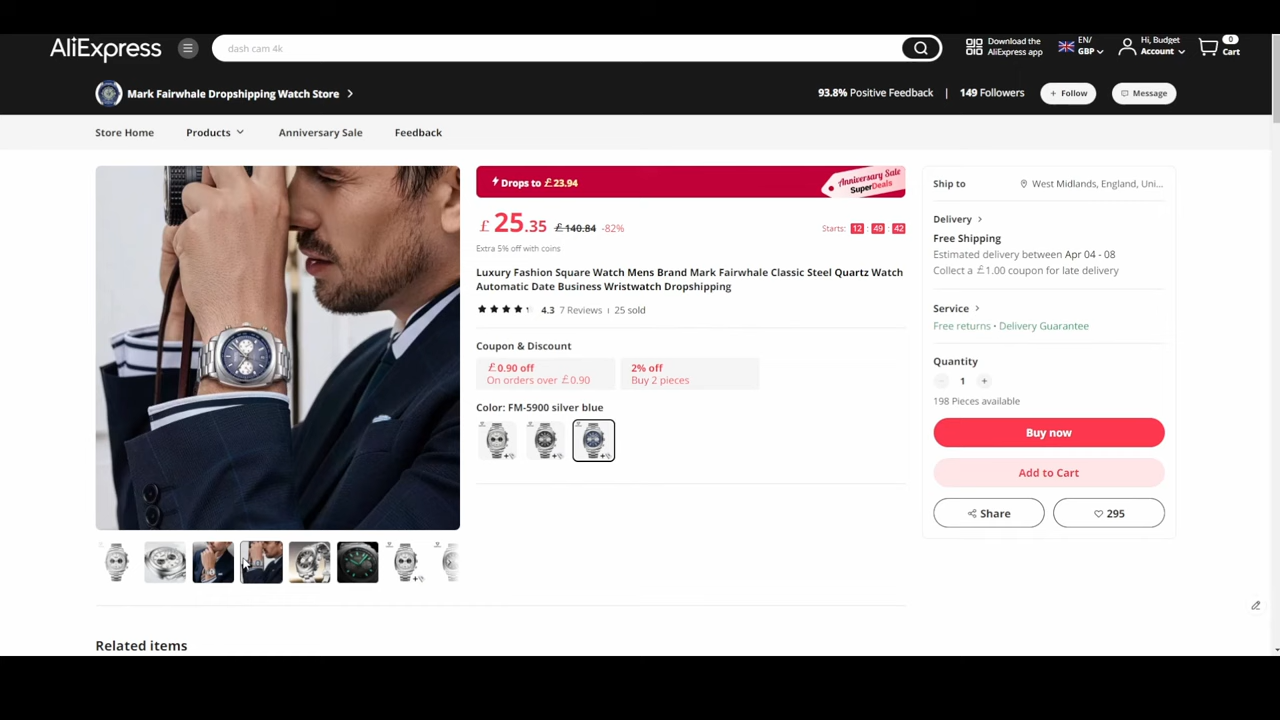 AliExpress
dash cam 4k
Download the
AliExpress app
EN/
GBP
Hi, Budget
Account
0
Cart
Mark Fairwhale Dropshipping Watch Store
93.8% Positive Feedback | 149 Followers
+ Follow
Message
Store Home
Products
Anniversary Sale
Feedback
Drops to £23.94
Anniversary Sale
SuperDeals
£25.35 £140.84 -82%
Starts: 12 : 49 : 42
Extra 5% off with coins
Luxury Fashion Square Watch Mens Brand Mark Fairwhale Classic Steel Quartz Watch
Automatic Date Business Wristwatch Dropshipping
4.3 7 Reviews | 25 sold
Coupon & Discount
£0.90 off
On orders over £0.90
2% off
Buy 2 pieces
Color: FM-5900 silver blue
Ship to
West Midlands, England, Uni...
Delivery
Free Shipping
Estimated delivery between Apr 04 - 08
Collect a £1.00 coupon for late delivery
Service
Free returns • Delivery Guarantee
Quantity
- 1 +
198 Pieces available
Buy now
Add to Cart
Share
295
Related items